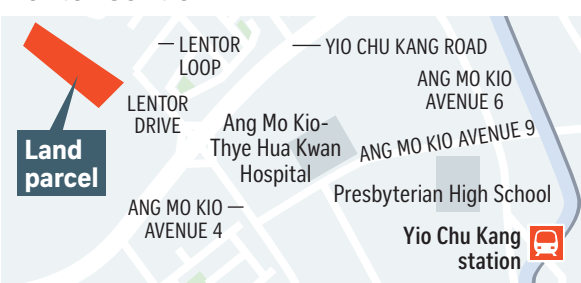 LENTOR
LOOP
YIO CHU KANG ROAD
ANG MO KIO
AVENUE 6
LENTOR
DRIVE
Ang Mo Kio-
Thye Hua Kwan
Hospital
ANG MO KIO AVENUE 9
Land
parcel
Presbyterian High School
ANG MO KIO
AVENUE 4
Yio Chu Kang
station